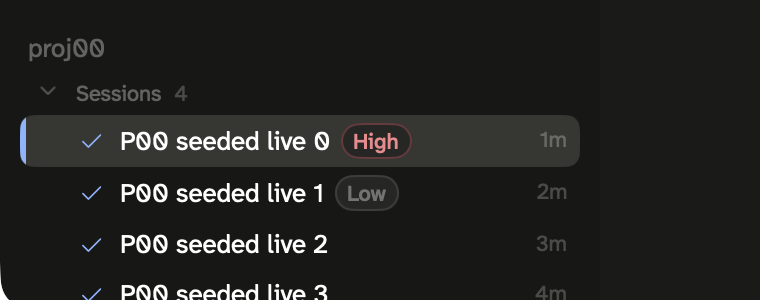 proj00
Sessions 4
P00 seeded live 0 High 1m
P00 seeded live 1 Low 2m
P00 seeded live 2 3m
P00 seeded live 3 4m